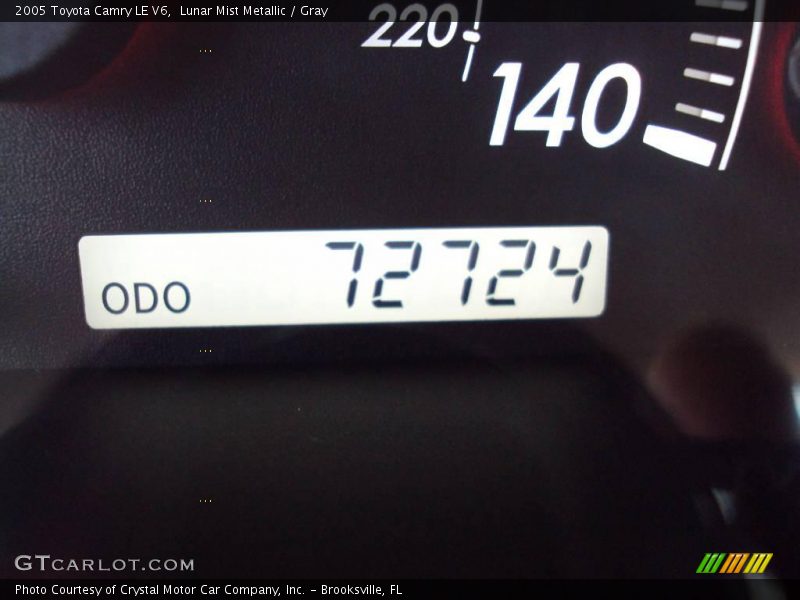 2005 Toyota Camry LE V6,  Lunar Mist Metallic / Gray
220
140
ODO 72724
GTCARLOT.COM
Photo Courtesy of Crystal Motor Car Company, Inc. – Brooksville, FL